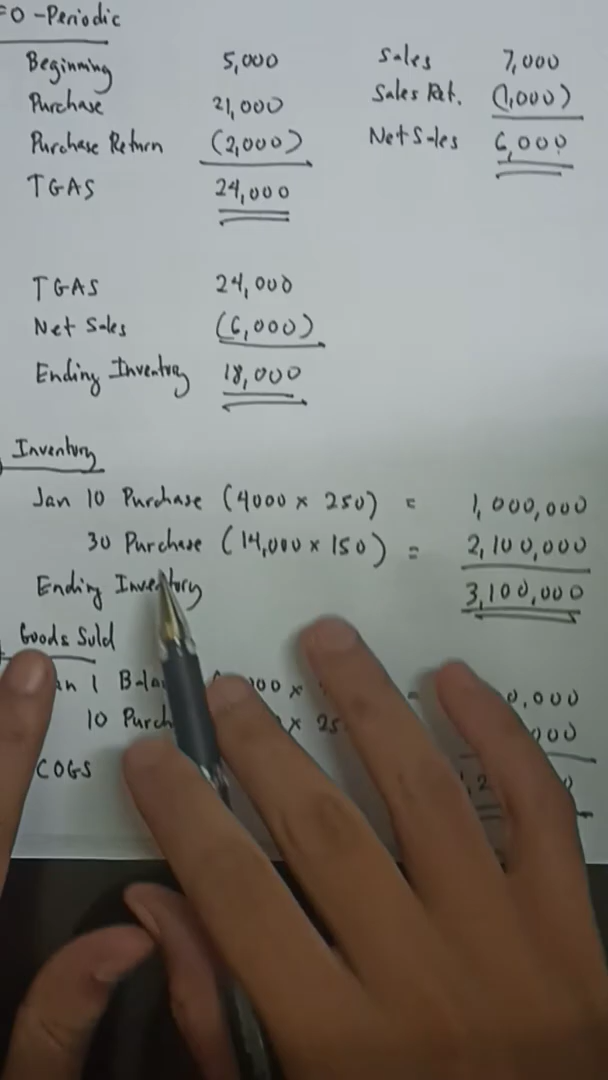 FO - Periodic
Beginning 5,000 Sales 7,000
Purchase 21,000 Sales Ret. (1,000)
Purchase Return (2,000) Net Sales 6,000
TGAS 24,000
TGAS 24,000
Net Sales (6,000)
Ending Inventory 18,000
Inventory
Jan 10 Purchase (4000 x 250) = 1,000,000
30 Purchase (14,000 x 150) = 2,100,000
Ending Inventory 3,100,000
Goods Sold
1
10
COGS